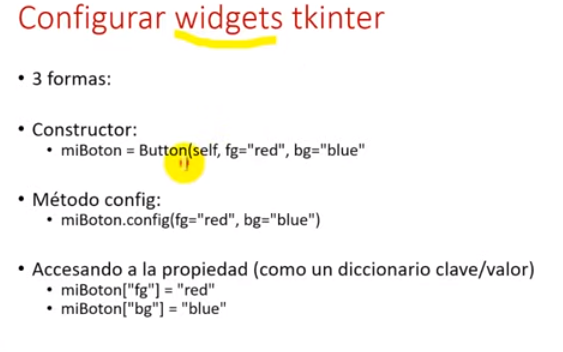 Configurar widgets tkinter
• 3 formas:
• Constructor:
• miBoton = Button(self, fg="red", bg="blue"
• Método config:
• miBoton.config(fg="red", bg="blue")
• Accesando a la propiedad (como un diccionario clave/valor)
• miBoton["fg"] = "red"
• miBoton["bg"] = "blue"